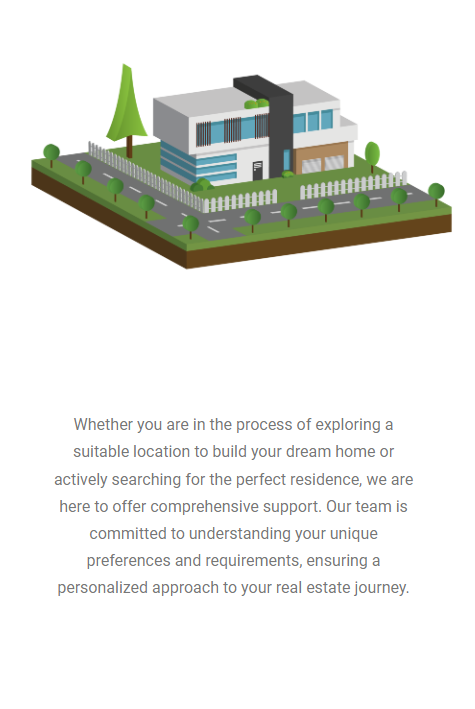 Whether you are in the process of exploring a
suitable location to build your dream home or
actively searching for the perfect residence, we are
here to offer comprehensive support. Our team is
committed to understanding your unique
preferences and requirements, ensuring a
personalized approach to your real estate journey.